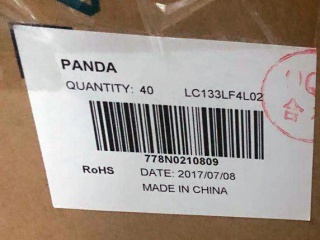 PANDA
QUANTITY: 40 LC133LF4L02
778N0210809
RoHS DATE: 2017/07/08
MADE IN CHINA